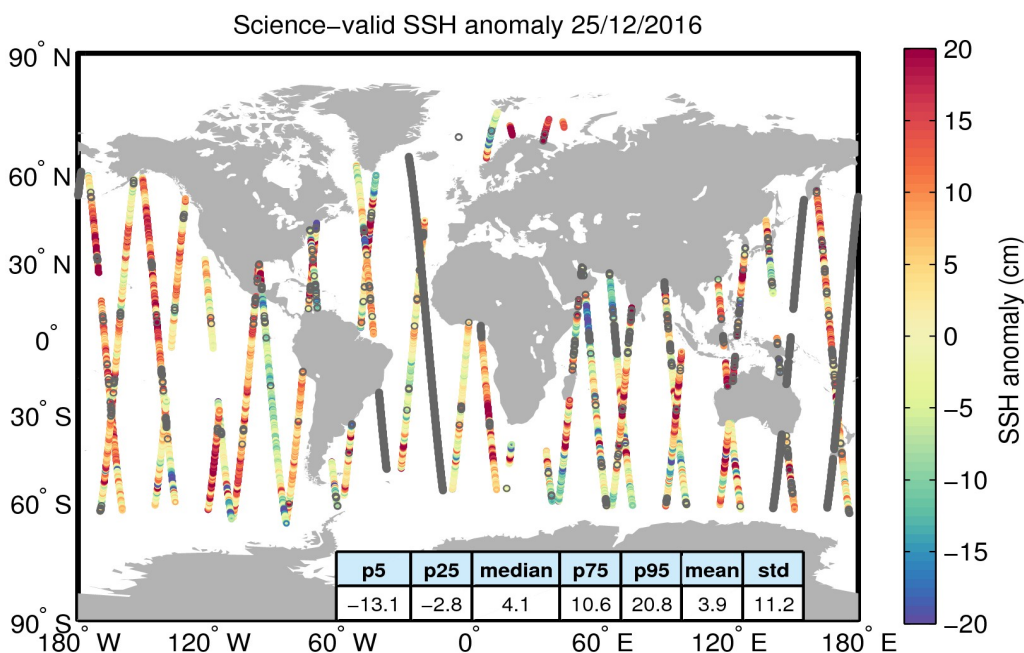 Science−valid SSH anomaly 25/12/2016
90° N
60° N
30° N
0°
30° S
60° S
90° S
180° W
120° W
60° W
0°
60° E
120° E
180° E
p5 p25 median p75 p95 mean std
−13.1 −2.8 4.1 10.6 20.8 3.9 11.2
20
15
10
5
0
−5
−10
−15
−20
SSH anomaly (cm)